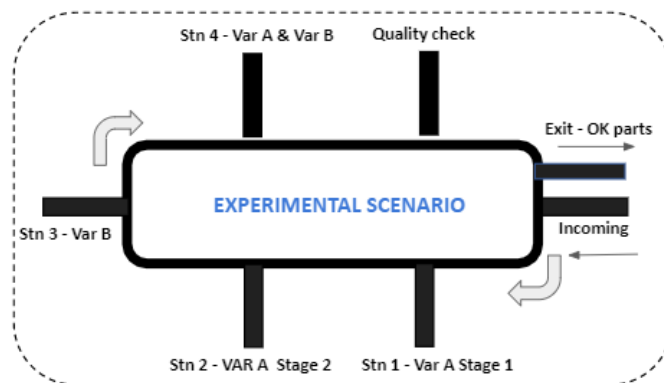 Stn 4 - Var A & Var B
Quality check
Exit - OK parts
EXPERIMENTAL SCENARIO
Stn 3 - Var B
Incoming
Stn 2 - VAR A Stage 2
Stn 1 - Var A Stage 1